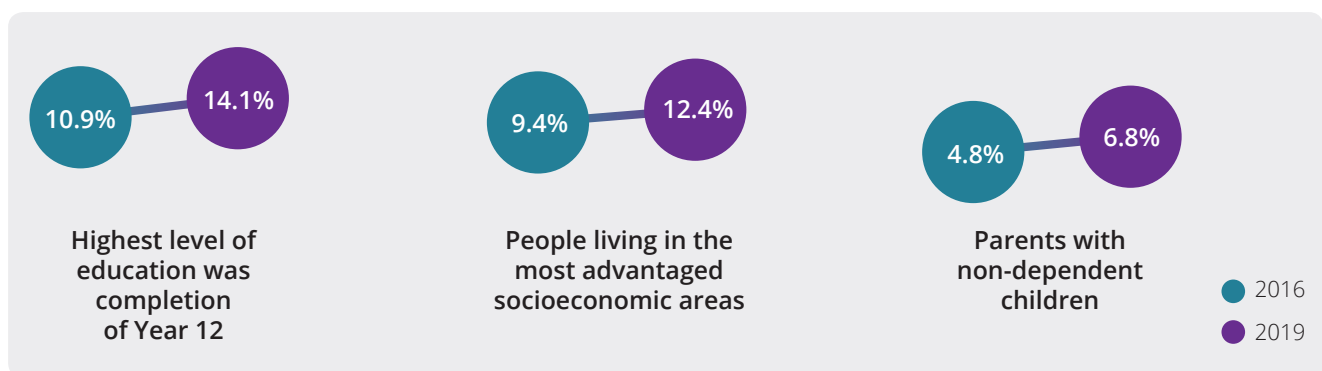 10.9%
14.1%
Highest level of
education was
completion
of Year 12
9.4%
12.4%
People living in the
most advantaged
socioeconomic areas
4.8%
6.8%
Parents with
non-dependent
children
2016
2019